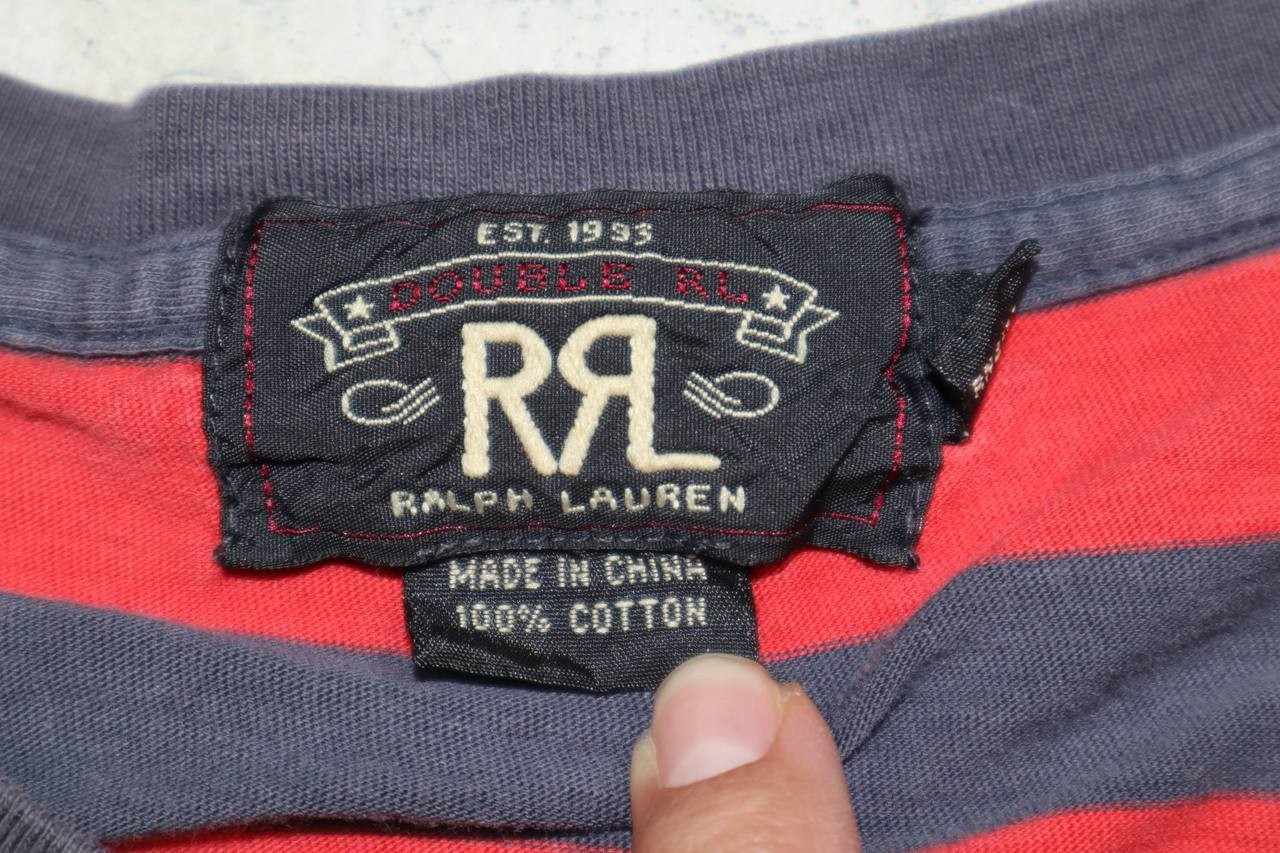 EST. 1993
DOUBLE RL
RRL
RALPH LAUREN
MADE IN CHINA
100% COTTON